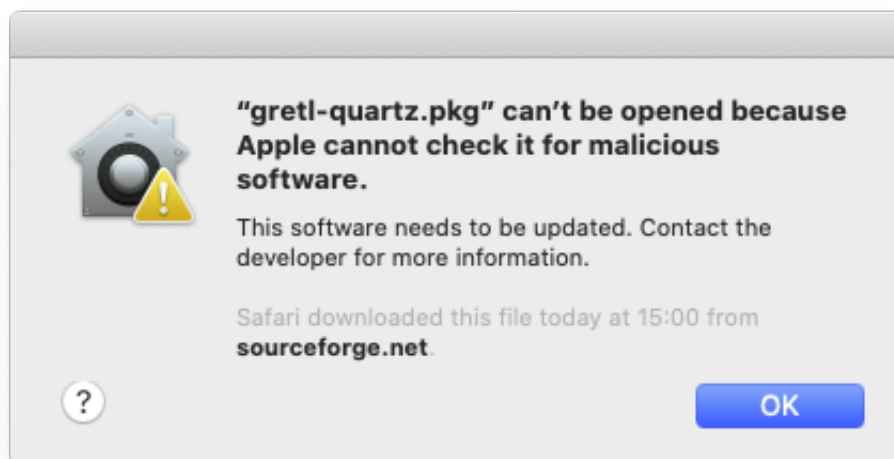 “gretl-quartz.pkg” can’t be opened because
Apple cannot check it for malicious
software.
This software needs to be updated. Contact the
developer for more information.
Safari downloaded this file today at 15:00 from
sourceforge.net.
?
OK